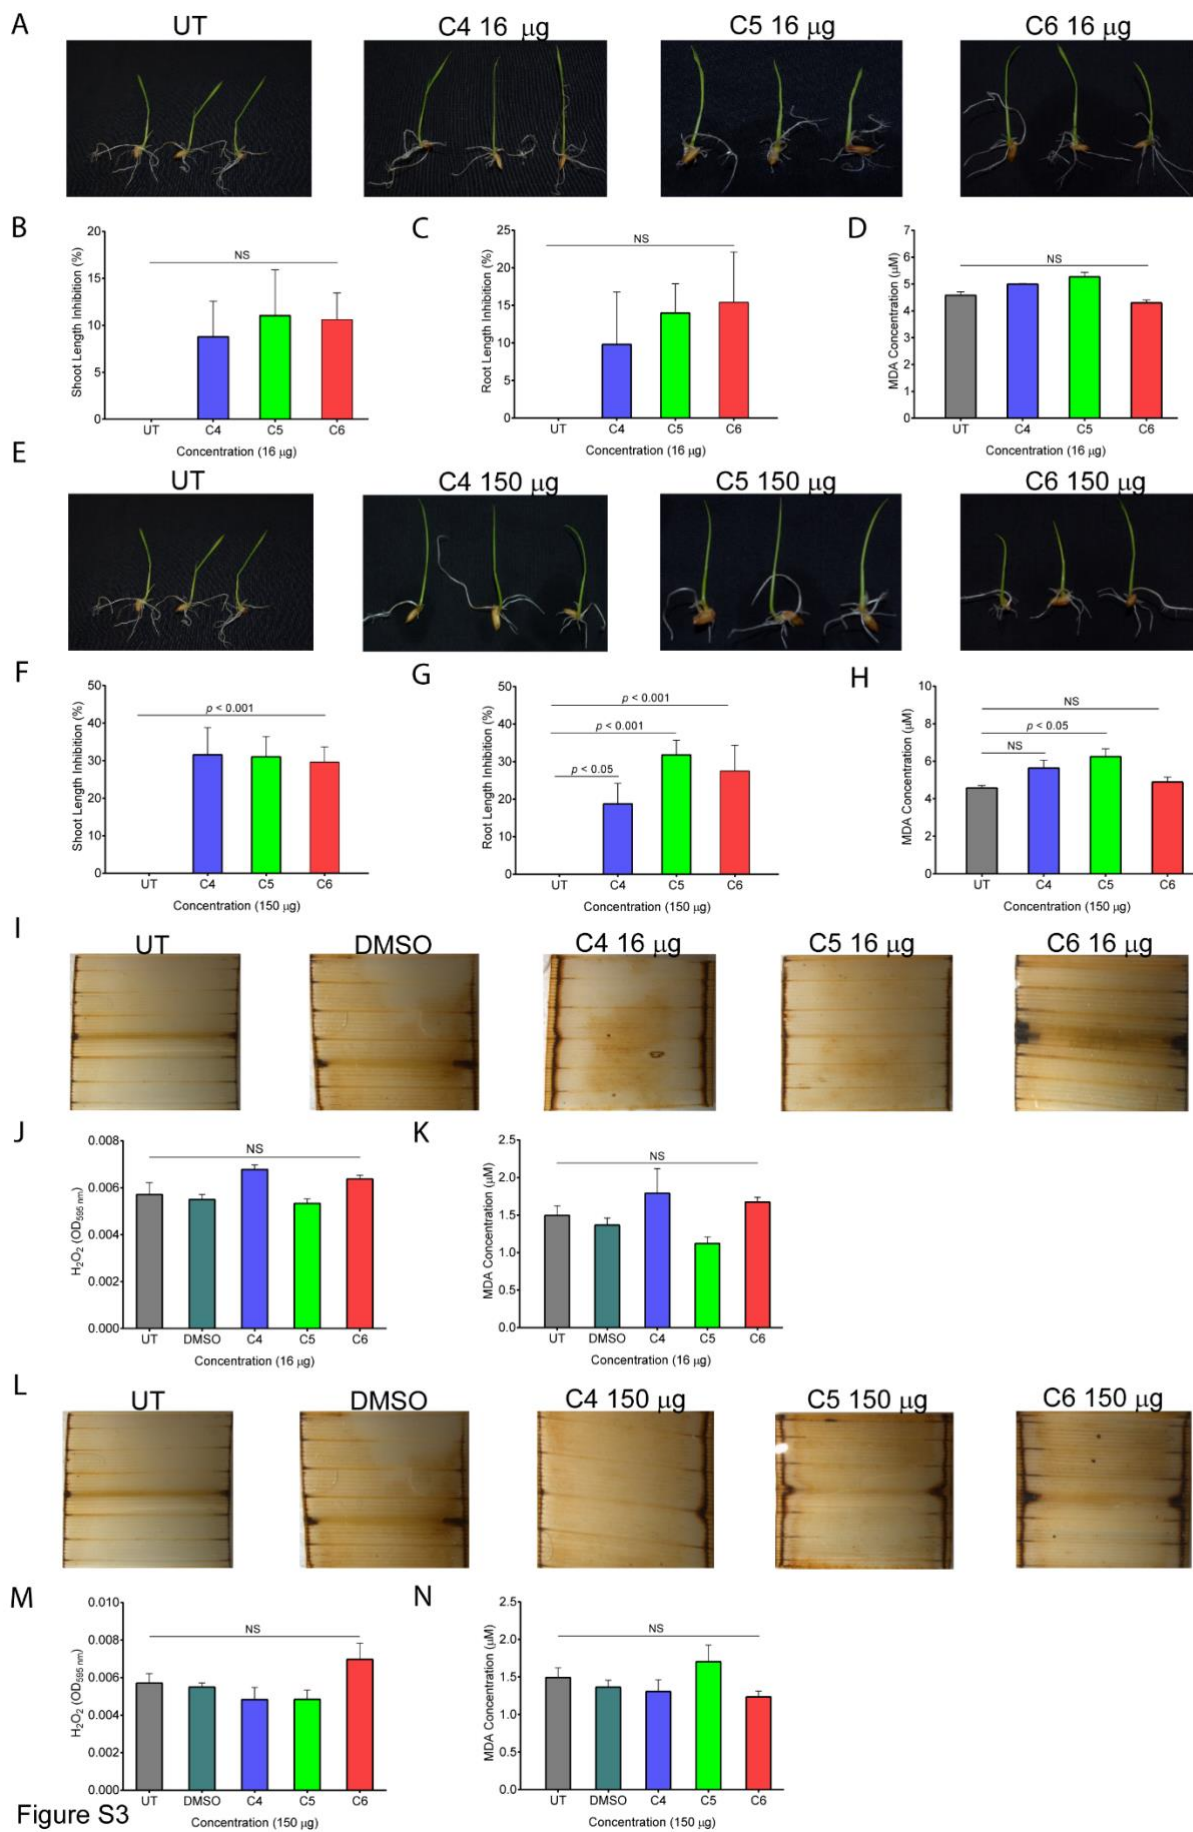 A
UT
C4 16 μg
C5 16 μg
C6 16 μg
B
Shoot Length Inhibition (%)
20
15
10
5
0
NS
UT C4 C5 C6
Concentration (16 μg)
C
Root Length Inhibition (%)
25
20
15
10
5
0
NS
UT C4 C5 C6
Concentration (16 μg)
D
MDA Concentration (μM)
7
6
5
4
3
2
1
0
NS
UT C4 C5 C6
Concentration (16 μg)
E
UT
C4 150 μg
C5 150 μg
C6 150 μg
F
Shoot Length Inhibition (%)
50
40
30
20
10
0
p < 0.001
UT C4 C5 C6
Concentration (150 μg)
G
Root Length Inhibition (%)
50
40
30
20
10
0
p < 0.001
p < 0.001
p < 0.05
UT C4 C5 C6
Concentration (150 μg)
H
MDA Concentration (μM)
10
8
6
4
2
0
NS
p < 0.05
NS
UT C4 C5 C6
Concentration (150 μg)
I
UT
DMSO
C4 16 μg
C5 16 μg
C6 16 μg
J
H₂O₂ (OD₅₉₅ ₙₘ)
0.008
0.006
0.004
0.002
0.000
NS
UT DMSO C4 C5 C6
Concentration (16 μg)
K
MDA Concentration (μM)
2.5
2.0
1.5
1.0
0.5
0.0
NS
UT DMSO C4 C5 C6
Concentration (16 μg)
L
UT
DMSO
C4 150 μg
C5 150 μg
C6 150 μg
M
H₂O₂ (OD₅₉₅ ₙₘ)
0.010
0.008
0.006
0.004
0.002
0.000
NS
UT DMSO C4 C5 C6
Concentration (150 μg)
N
MDA Concentration (μM)
2.5
2.0
1.5
1.0
0.5
0.0
NS
UT DMSO C4 C5 C6
Concentration (150 μg)
Figure S3